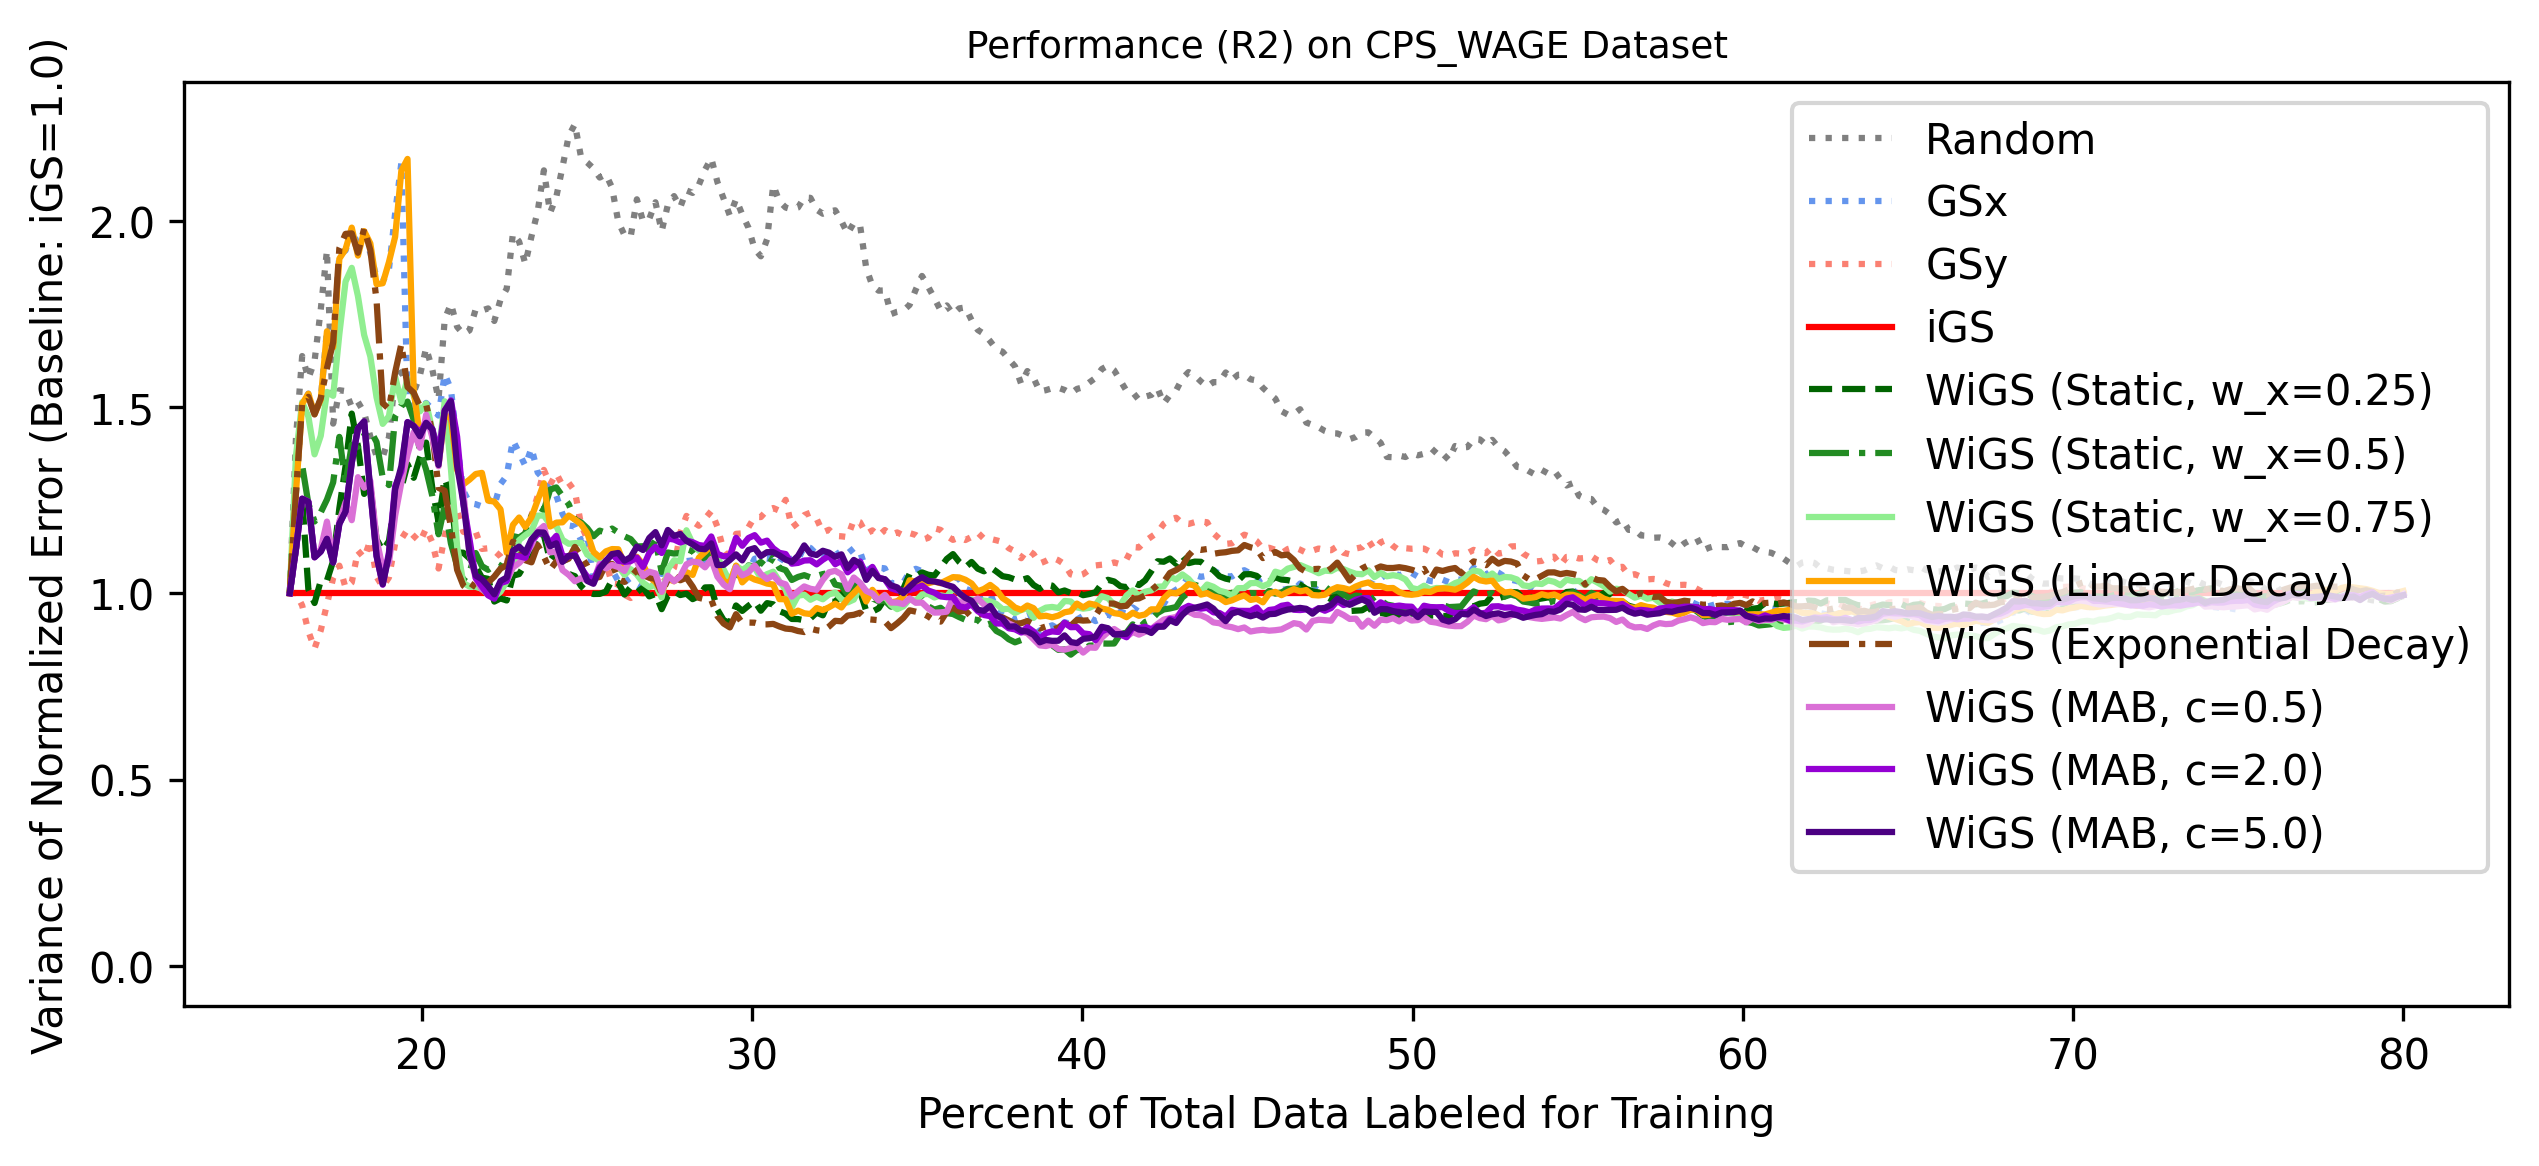 Performance (R2) on CPS_WAGE Dataset
Variance of Normalized Error (Baseline: iGS=1.0)
2.0
1.5
1.0
0.5
0.0
Random
GSx
GSy
iGS
WiGS (Static, w_x=0.25)
WiGS (Static, w_x=0.5)
WiGS (Static, w_x=0.75)
WiGS (Linear Decay)
WiGS (Exponential Decay)
WiGS (MAB, c=0.5)
WiGS (MAB, c=2.0)
WiGS (MAB, c=5.0)
20 30 40 50 60 70 80
Percent of Total Data Labeled for Training